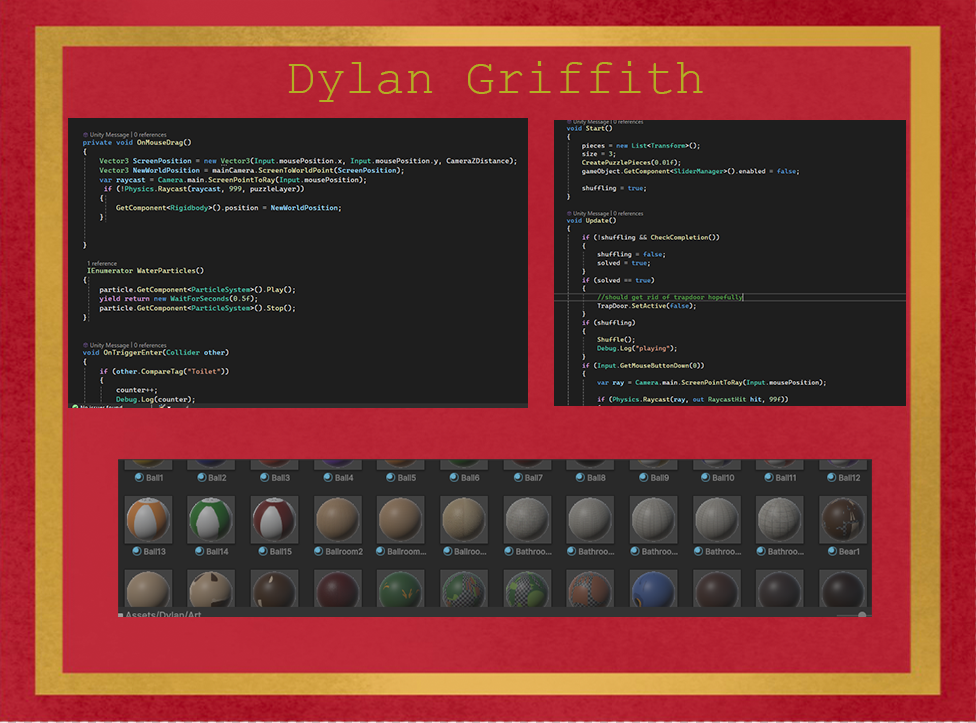 Dylan Griffith
Unity Message | 0 references
private void OnMouseDrag()
{
Vector3 ScreenPosition = new Vector3(Input.mousePosition.x, Input.mousePosition.y, CameraZDistance);
Vector3 NewWorldPosition = mainCamera.ScreenToWorldPoint(ScreenPosition);
var raycast = Camera.main.ScreenPointToRay(Input.mousePosition);
if (!Physics.Raycast(raycast, 999, puzzleLayer))
{
GetComponent<Rigidbody>().position = NewWorldPosition;
}
}
1 reference
IEnumerator WaterParticles()
{
particle.GetComponent<ParticleSystem>().Play();
yield return new WaitForSeconds(0.5f);
particle.GetComponent<ParticleSystem>().Stop();
}
Unity Message | 0 references
void OnTriggerEnter(Collider other)
{
if (other.CompareTag("Toilet"))
{
counter++;
Debug.Log(counter);
Unity Message | 0 references
void Start()
{
pieces = new List<Transform>();
size = 3;
CreatePuzzlePieces(0.01f);
gameObject.GetComponent<SliderManager>().enabled = false;
shuffling = true;
}
Unity Message | 0 references
void Update()
{
if (!shuffling && CheckCompletion())
{
shuffling = false;
solved = true;
}
if (solved == true)
{
//should get rid of trapdoor hopefully
TrapDoor.SetActive(false);
}
if (shuffling)
{
Shuffle();
Debug.Log("playing");
}
if (Input.GetMouseButtonDown(0))
{
var ray = Camera.main.ScreenPointToRay(Input.mousePosition);
if (Physics.Raycast(ray, out RaycastHit hit, 99f))
Ball1 Ball2 Ball3 Ball4 Ball5 Ball6 Ball7 Ball8 Ball9 Ball10 Ball11 Ball12
Ball13 Ball14 Ball15 Ballroom2 Ballroom... Ballroo... Bathroo... Bathroo... Bathroo... Bathroo... Bathroo... Bear1
Assets/Dylan/Art